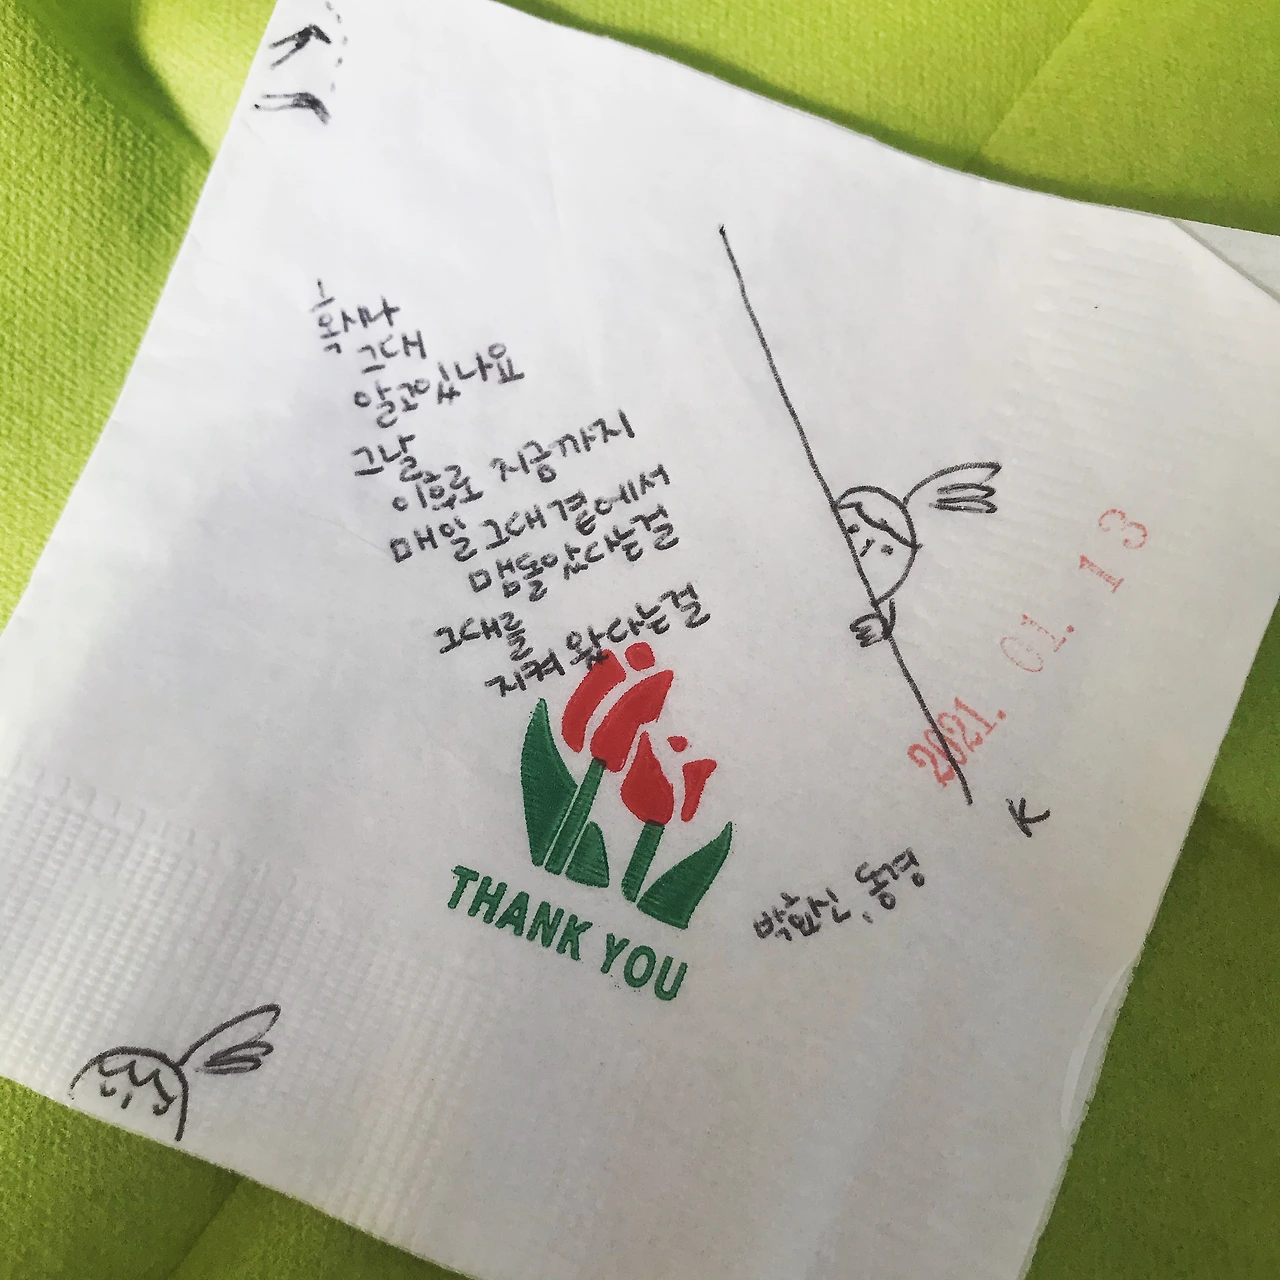 혹시나
그대
알고있나요
그날
이후로 지금까지
매일 그대 곁에서
맴돌았다는걸
그대를
지켜왔다는걸
THANK YOU
2021. 01. 13
K
박효신, 동경